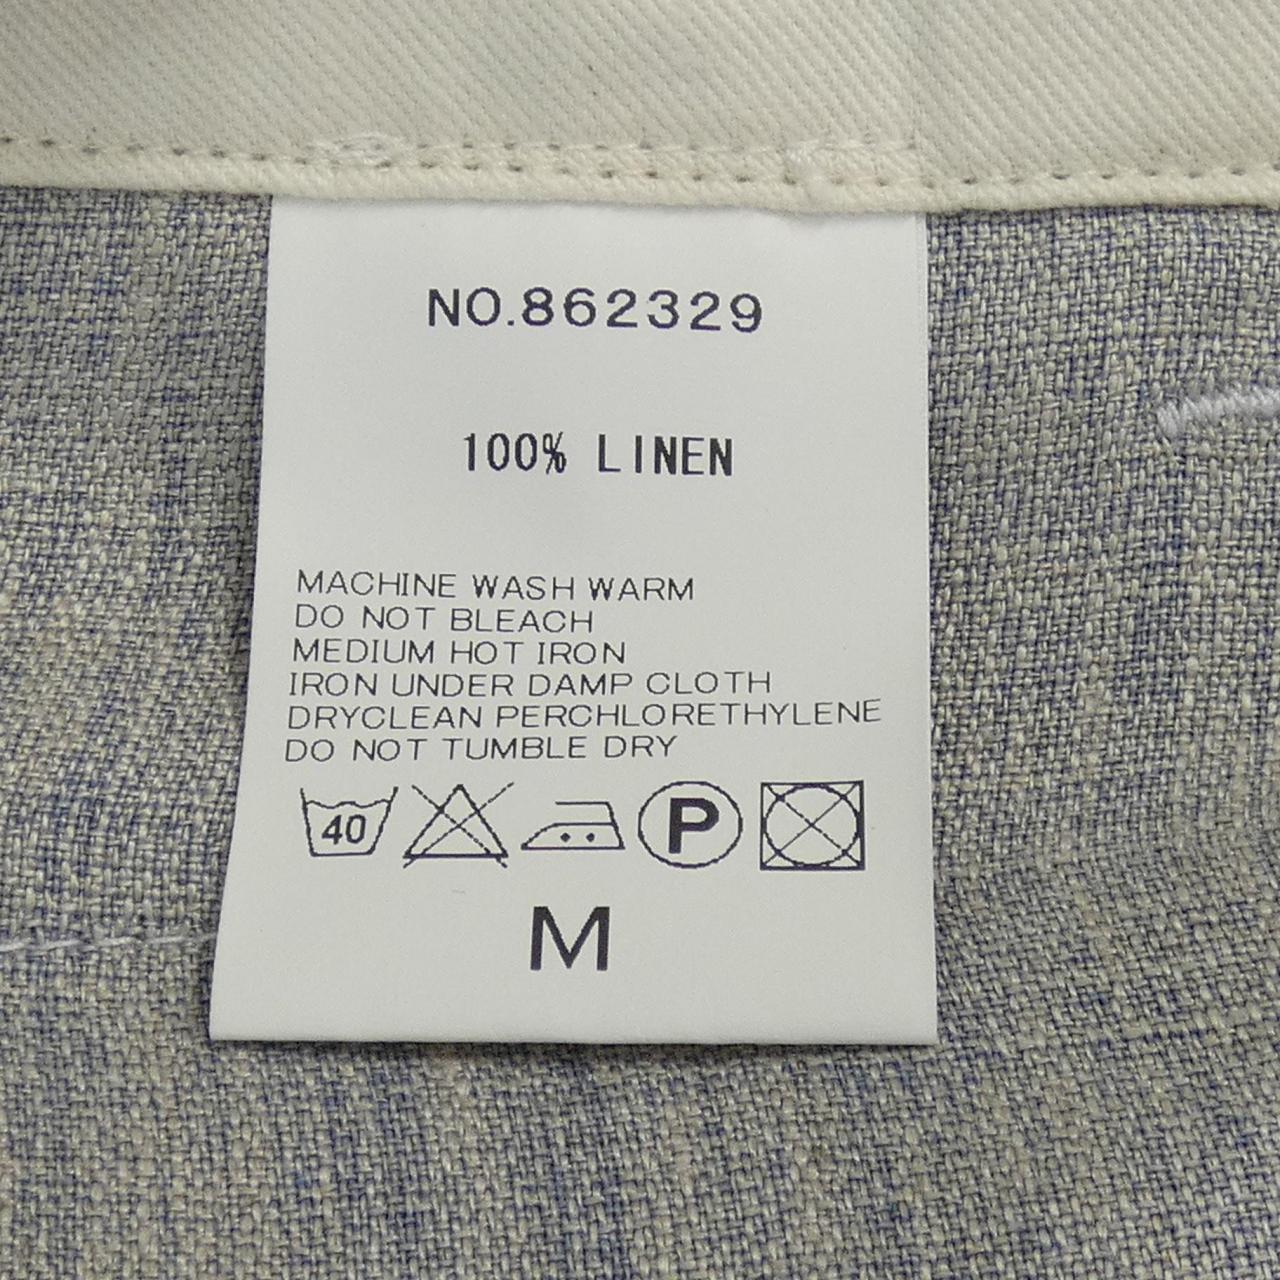 NO.862329
100% LINEN
MACHINE WASH WARM
DO NOT BLEACH
MEDIUM HOT IRON
IRON UNDER DAMP CLOTH
DRYCLEAN PERCHLORETHYLENE
DO NOT TUMBLE DRY
40 P
M